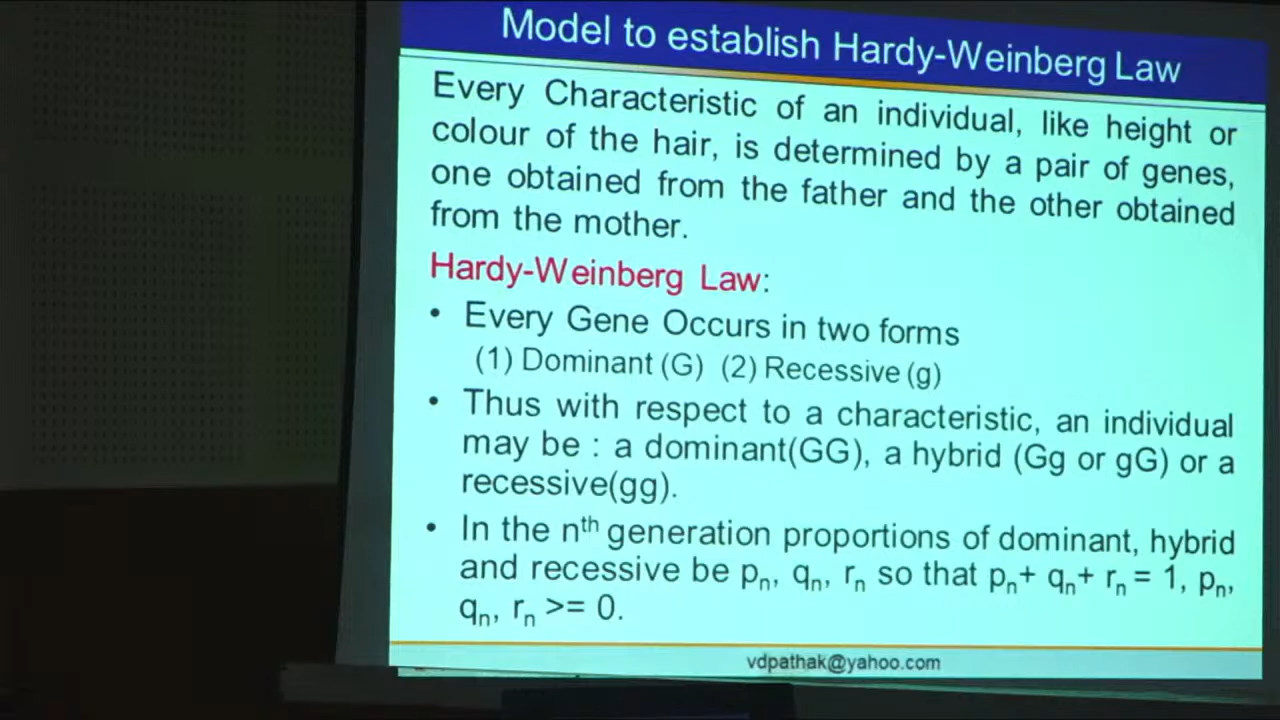 Model to establish Hardy-Weinberg Law
Every Characteristic of an individual, like height or
colour of the hair, is determined by a pair of genes,
one obtained from the father and the other obtained
from the mother.
Hardy-Weinberg Law:
• Every Gene Occurs in two forms
(1) Dominant (G) (2) Recessive (g)
• Thus with respect to a characteristic, an individual
may be : a dominant(GG), a hybrid (Gg or gG) or a
recessive(gg).
• In the nth generation proportions of dominant, hybrid
and recessive be pn, qn, rn so that pn+ qn+ rn = 1, pn,
qn, rn >= 0.
vdpathak@yahoo.com